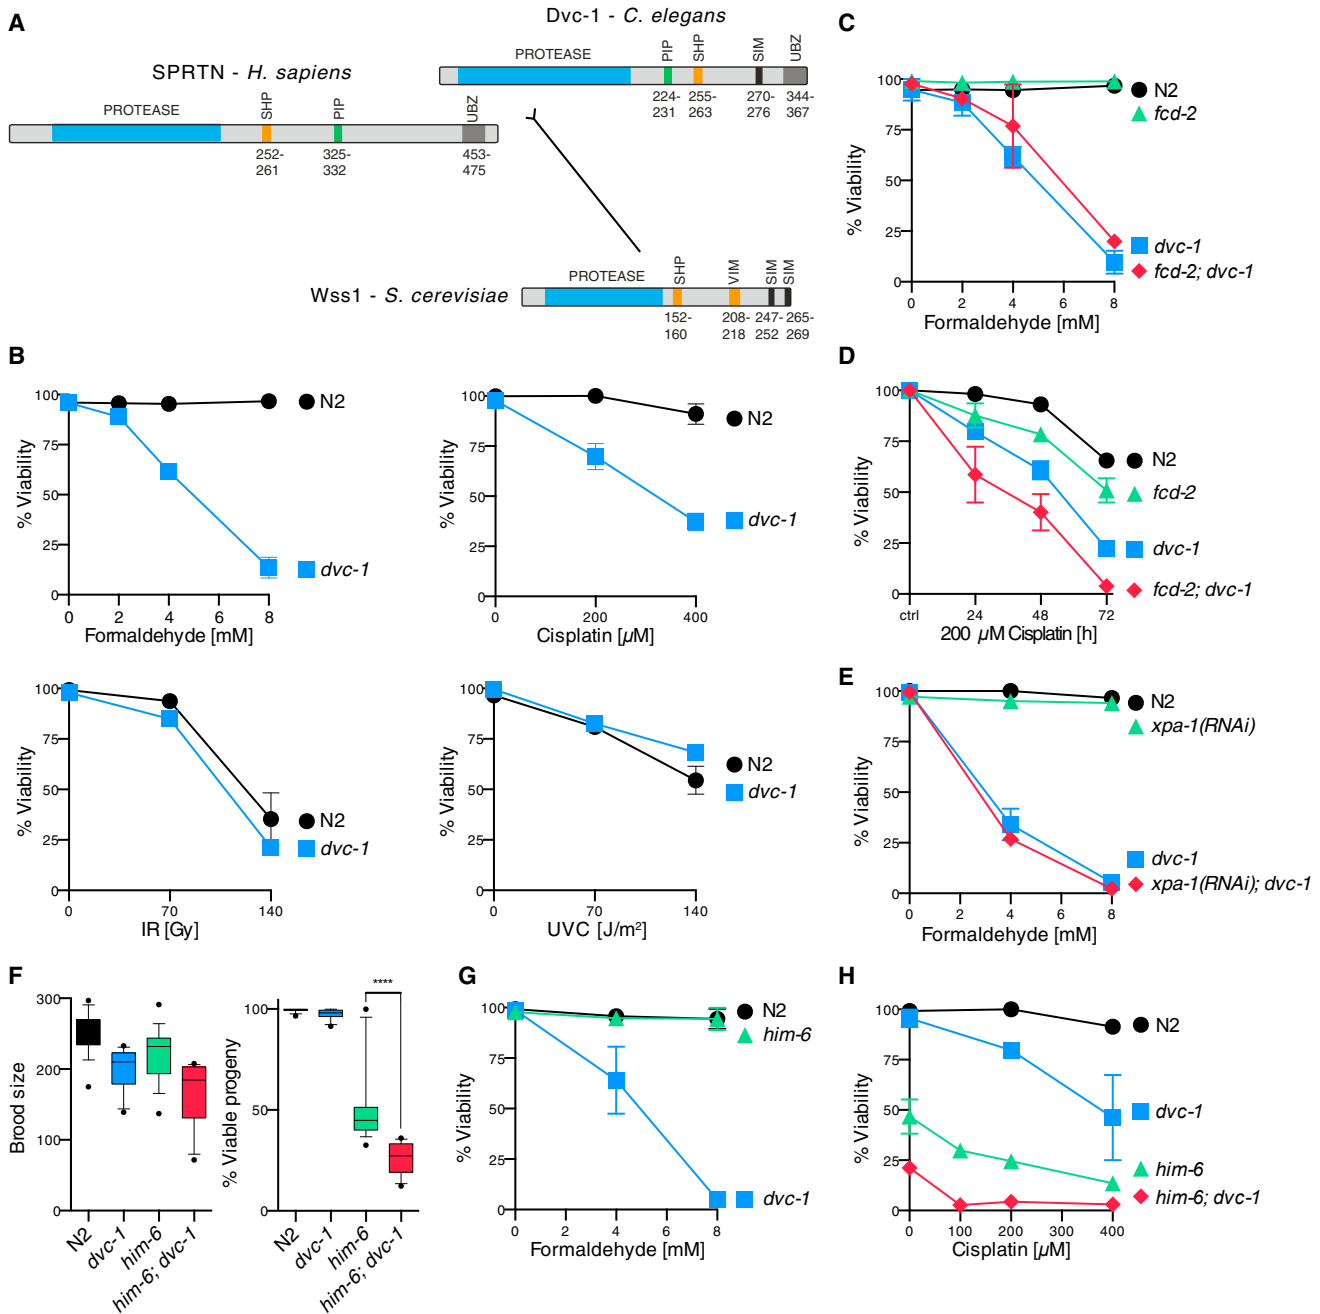 A
Dvc-1 - C. elegans
PROTEASE
PIP
SHP
SIM
UBZ
224-
231
255-
263
270-
276
344-
367
SPRTN - H. sapiens
PROTEASE
SHP
PIP
UBZ
252-
261
325-
332
453-
475
Wss1 - S. cerevisiae
PROTEASE
SHP
VIM
SIM
SIM
152-
160
208-
218
247-
252
265-
269
B
% Viability
100
75
50
25
0
0 2 4 6 8
Formaldehyde [mM]
N2
dvc-1
% Viability
100
75
50
25
0
0 200 400
Cisplatin [µM]
N2
dvc-1
% Viability
100
75
50
25
0
0 70 140
IR [Gy]
N2
dvc-1
% Viability
100
75
50
25
0
0 70 140
UVC [J/m²]
N2
dvc-1
C
% Viability
100
75
50
25
0
0 2 4 6 8
Formaldehyde [mM]
N2
fcd-2
dvc-1
fcd-2; dvc-1
D
% Viability
100
75
50
25
0
ctrl 24 48 72
200 µM Cisplatin [h]
N2
fcd-2
dvc-1
fcd-2; dvc-1
E
% Viability
100
75
50
25
0
0 2 4 6 8
Formaldehyde [mM]
N2
xpa-1(RNAi)
dvc-1
xpa-1(RNAi); dvc-1
F
Brood size
300
200
100
0
N2
dvc-1
him-6
him-6; dvc-1
% Viable progeny
100
50
0
****
N2
dvc-1
him-6
him-6; dvc-1
G
% Viability
100
75
50
25
0
0 2 4 6 8
Formaldehyde [mM]
N2
him-6
dvc-1
H
% Viability
100
75
50
25
0
0 100 200 300 400
Cisplatin [µM]
N2
dvc-1
him-6
him-6; dvc-1